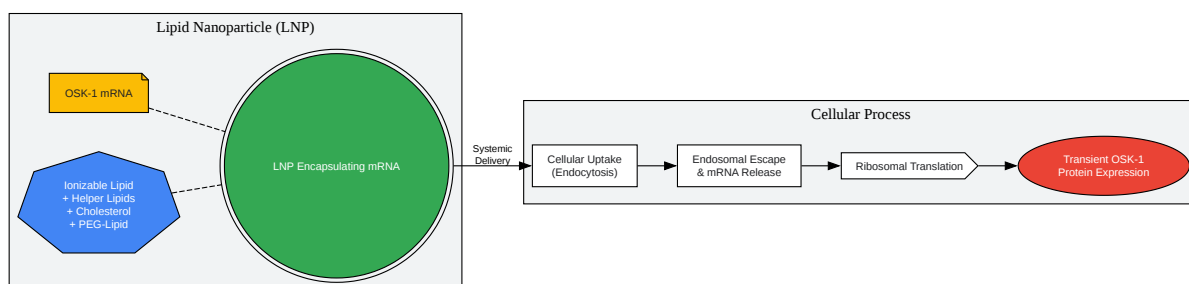 Lipid Nanoparticle (LNP)
OSK-1 mRNA
Ionizable Lipid
+ Helper Lipids
+ Cholesterol
+ PEG-Lipid
LNP Encapsulating mRNA
Systemic
Delivery
Cellular Process
Cellular Uptake
(Endocytosis)
Endosomal Escape
& mRNA Release
Ribosomal Translation
Transient OSK-1
Protein Expression